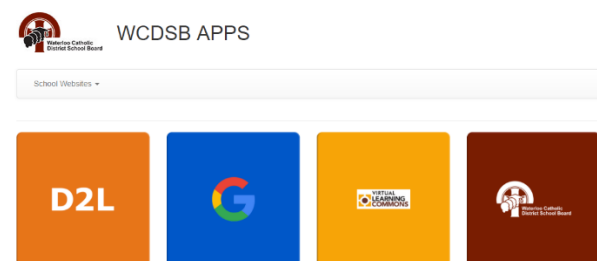 Waterloo Catholic
District School Board
WCDSB APPS
School Websites
D2L
G
VIRTUAL
LEARNING
COMMONS
Waterloo Catholic
District School Board